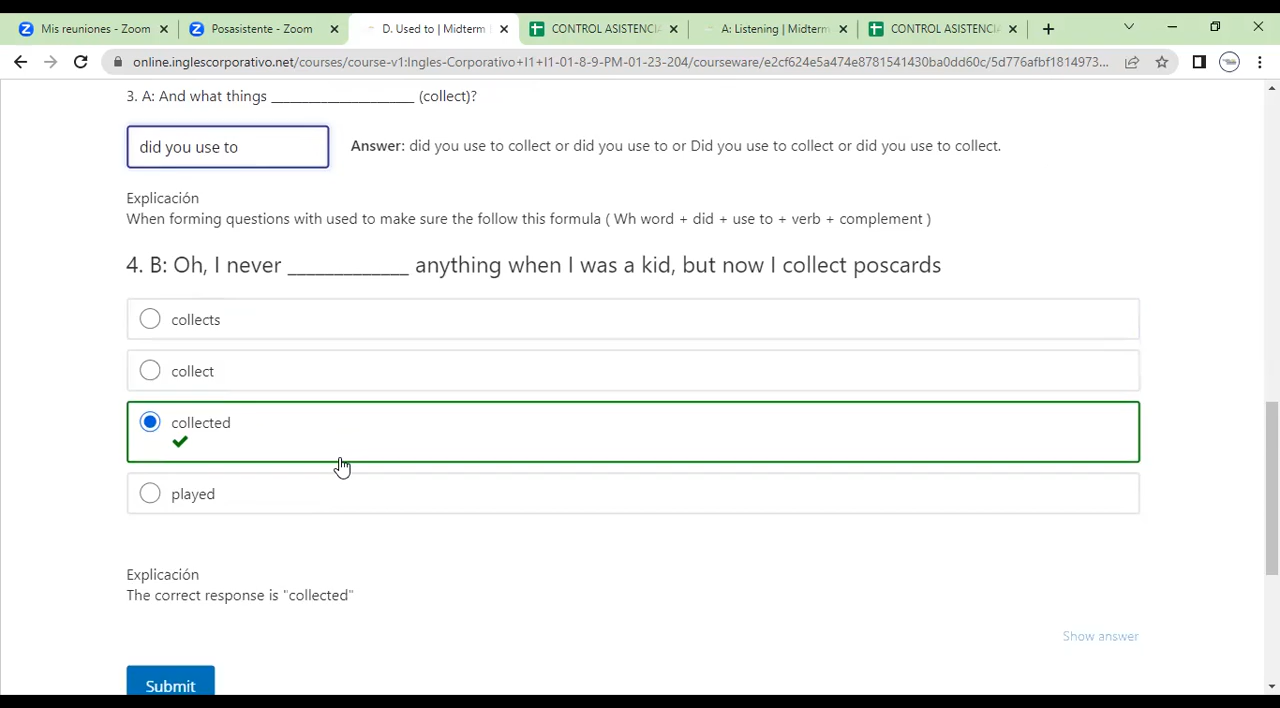 Mis reuniones - Zoom
Posasistente - Zoom
D. Used to | Midterm
CONTROL ASISTENCIA
A: Listening | Midterm
CONTROL ASISTENCIA
online.inglescorporativo.net/courses/course-v1:Ingles-Corporativo+I1+I1-01-8-9-PM-01-23-204/courseware/e2cf624e5a474e8781541430ba0dd60c/5d776afbf1814973...
3. A: And what things ______________________ (collect)?
did you use to
Answer: did you use to collect or did you use to or Did you use to collect or did you use to collect.
Explicación
When forming questions with used to make sure the follow this formula ( Wh word + did + use to + verb + complement )
4. B: Oh, I never _____________ anything when I was a kid, but now I collect poscards
collects
collect
collected
played
Explicación
The correct response is "collected"
Show answer
Submit